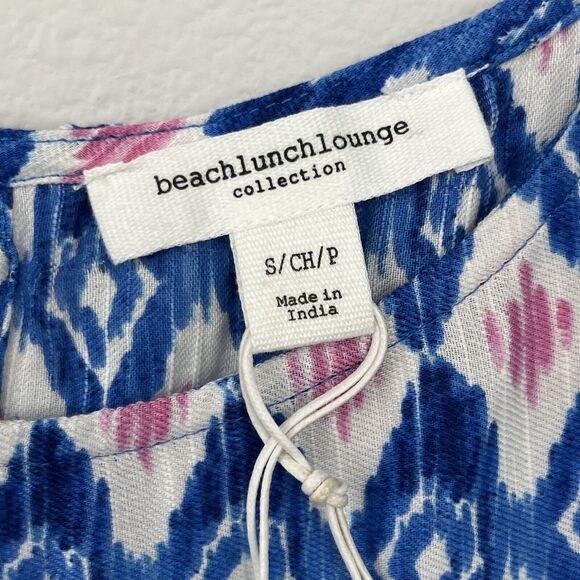 beachlunchlounge
collection
S/CH/P
Made in
India